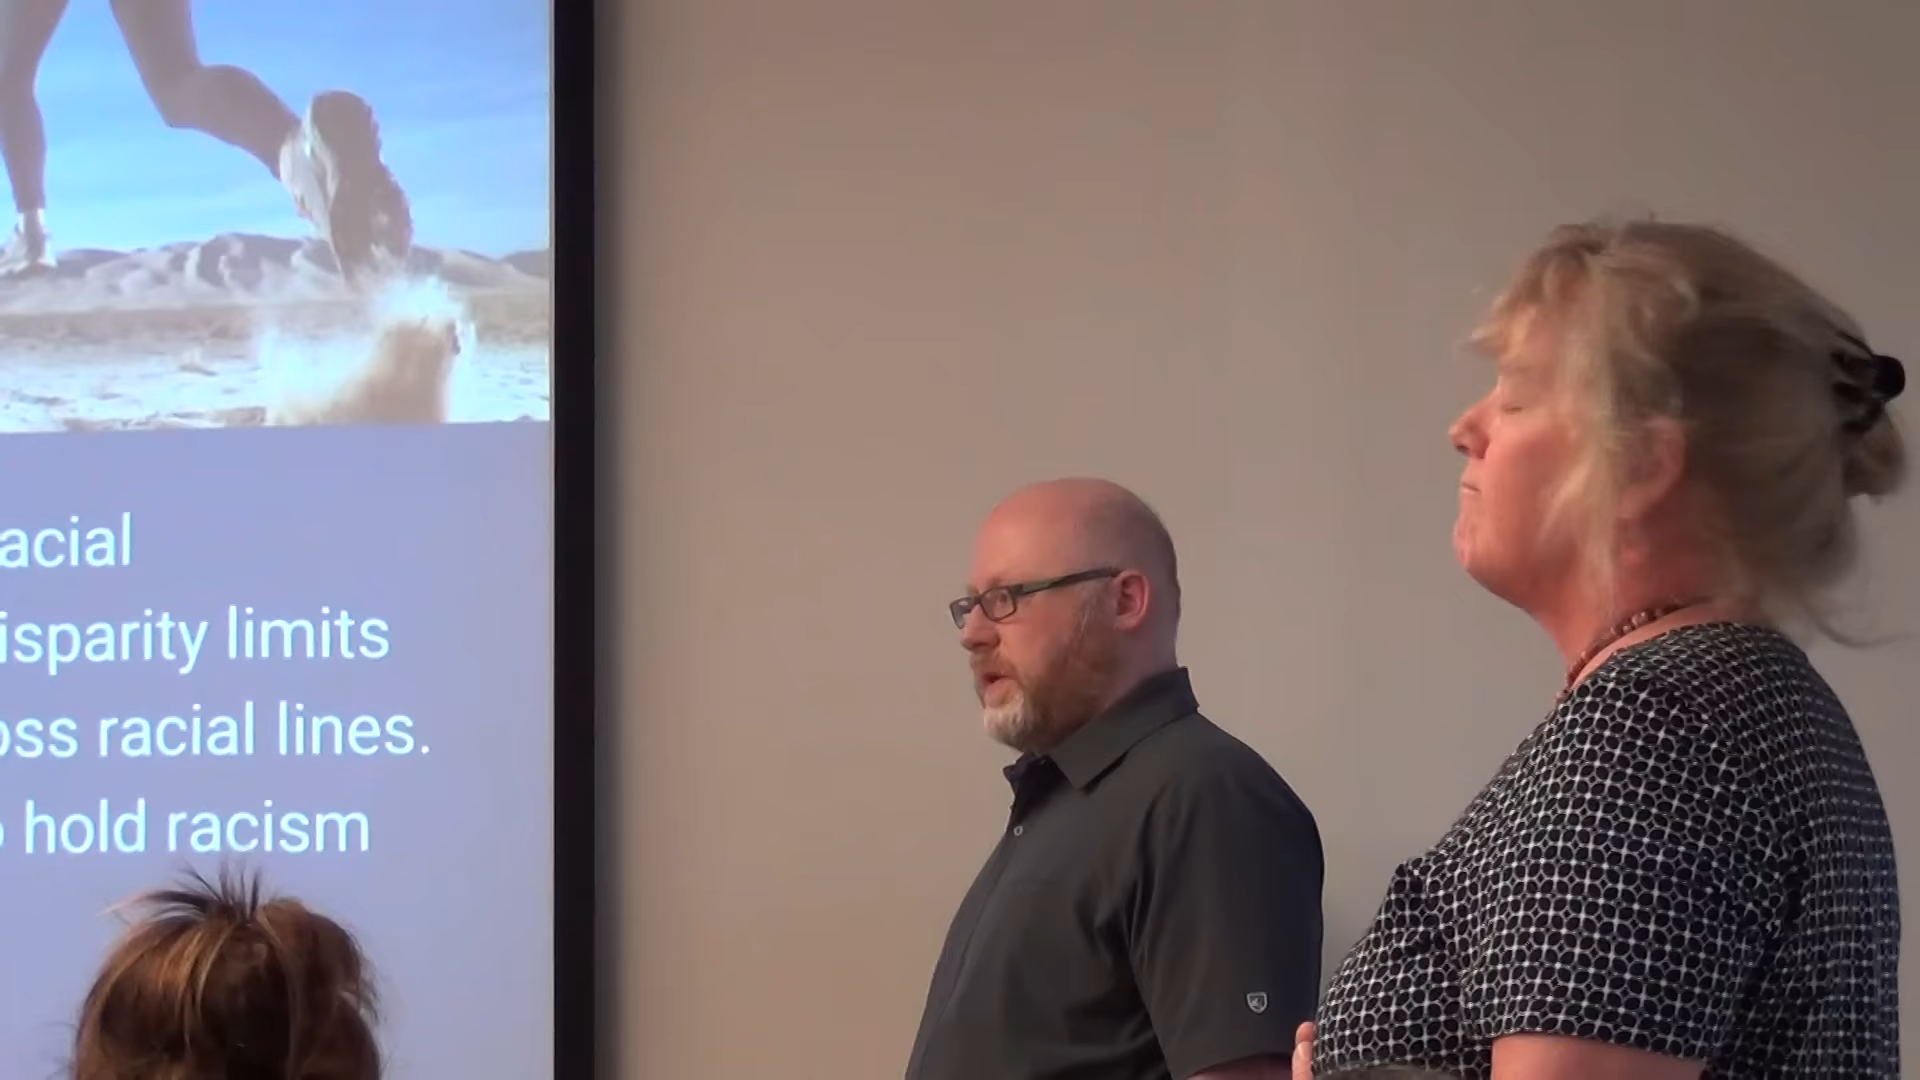 acial
isparity limits
oss racial lines.
hold racism